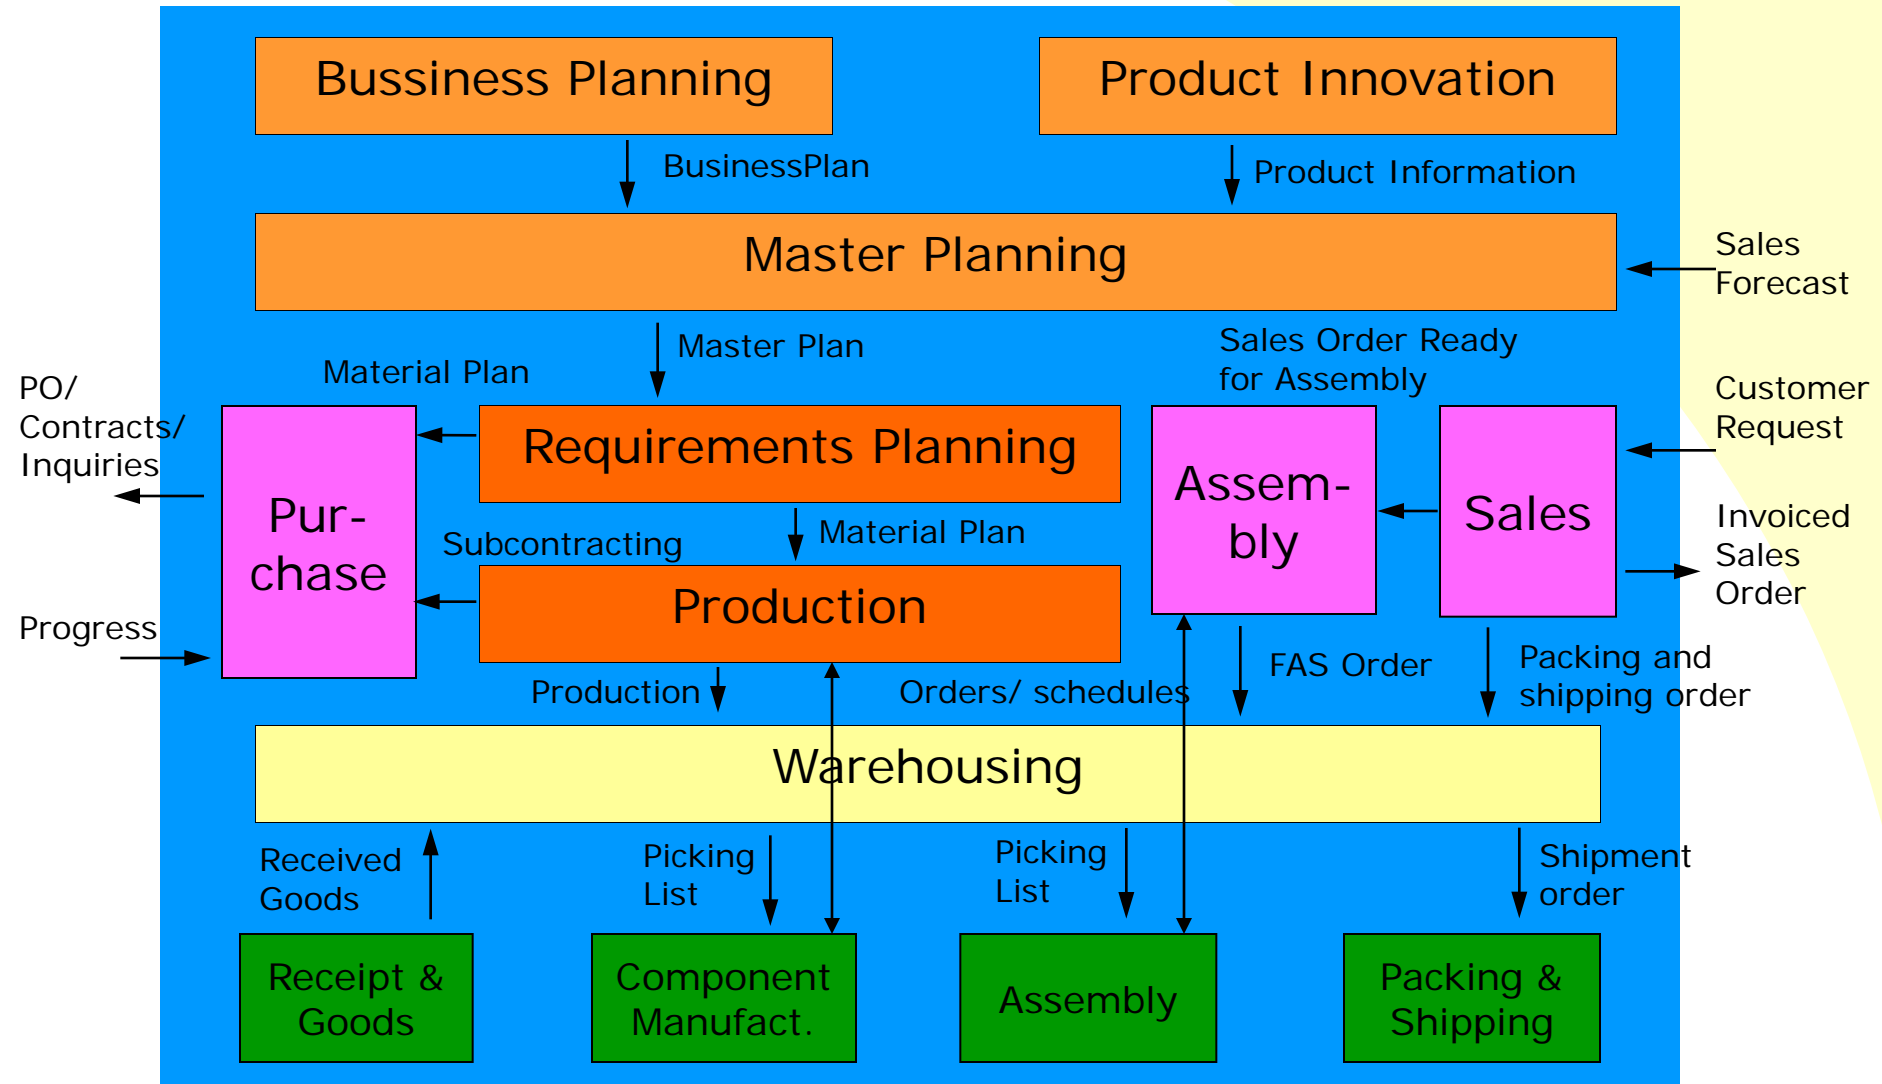 Bussiness Planning
Product Innovation
BusinessPlan
Product Information
Master Planning
Sales
Forecast
Master Plan
Sales Order Ready
for Assembly
Material Plan
PO/
Contracts/
Inquiries
Customer
Request
Requirements Planning
Assem-
bly
Sales
Pur-
chase
Invoiced
Sales
Order
Subcontracting
Material Plan
Production
Progress
Production
Orders/ schedules
FAS Order
Packing and
shipping order
Warehousing
Received
Goods
Picking
List
Picking
List
Shipment
order
Receipt &
Goods
Component
Manufact.
Assembly
Packing &
Shipping